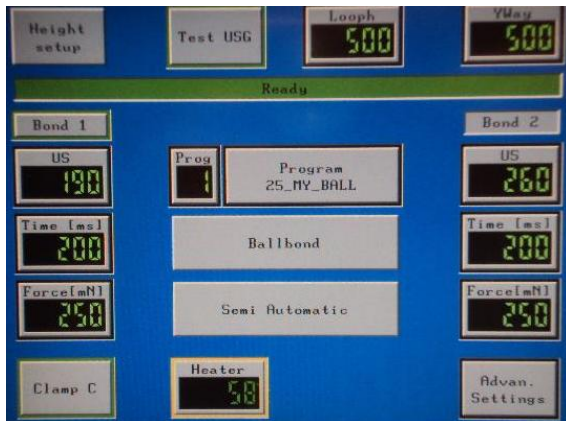 Height
setup
Test USG
Looph
500
YWay
500
Ready
Bond 1
Bond 2
US
190
Prog
1
Program
25_MY_BALL
US
260
Time [ms]
200
Ballbond
Time [ms]
200
Force[mN]
250
Semi Automatic
Force[mN]
250
Clamp C
Heater
58
Advan.
Settings